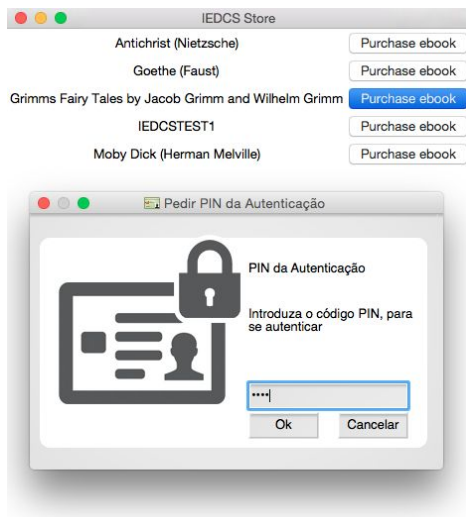 IEDCS Store
Antichrist (Nietzsche) Purchase ebook
Goethe (Faust) Purchase ebook
Grimms Fairy Tales by Jacob Grimm and Wilhelm Grimm Purchase ebook
IEDCSTEST1 Purchase ebook
Moby Dick (Herman Melville) Purchase ebook
Pedir PIN da Autenticação
PIN da Autenticação
Introduza o código PIN, para
se autenticar
••••
Ok Cancelar